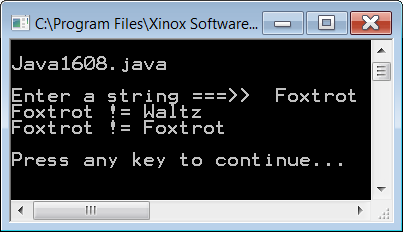 C:\Program Files\Xinox Software...
Java1608.java
Enter a string ===>>  Foxtrot
Foxtrot != Waltz
Foxtrot != Foxtrot
Press any key to continue...